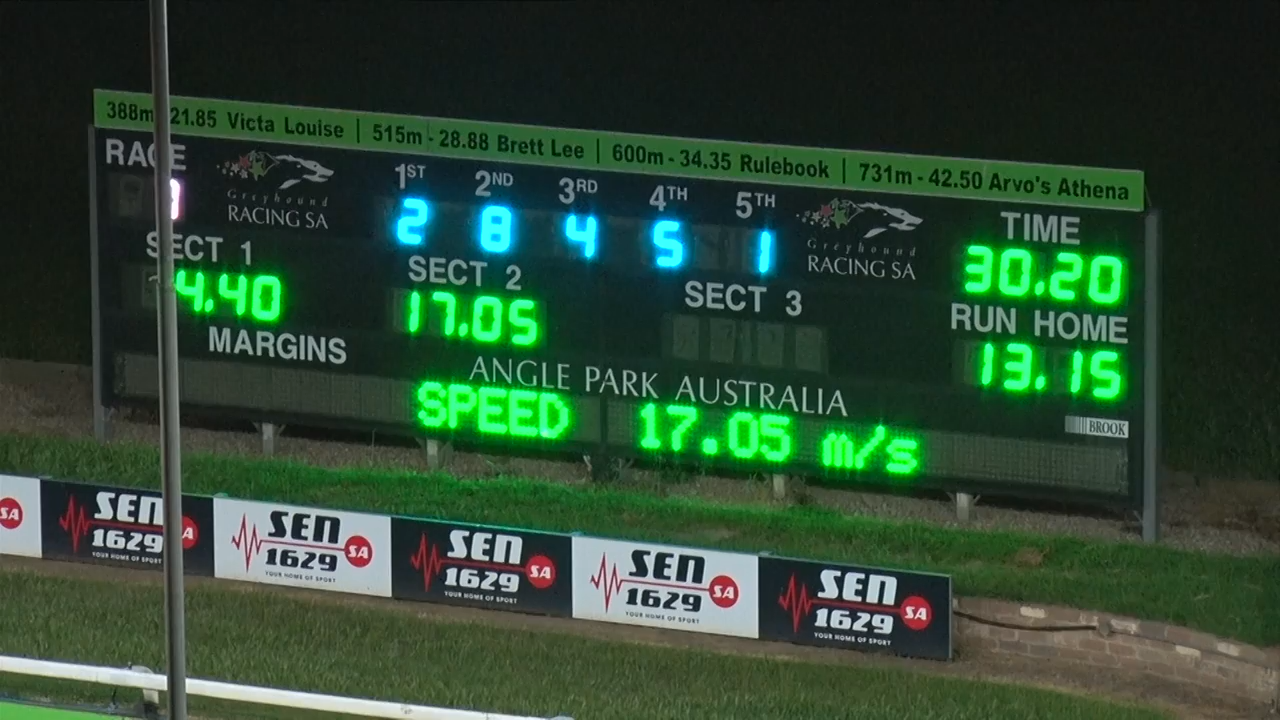 388m 21.85 Victa Louise | 515m - 28.88 Brett Lee | 600m - 34.35 Rulebook | 731m - 42.50 Arvo's Athena
RACE
Greyhound
RACING SA
1ST 2ND 3RD 4TH 5TH
2 8 4 5 1
Greyhound
RACING SA
TIME
30.20
SECT 1
4.40
SECT 2
17.05
SECT 3
RUN HOME
13.15
MARGINS
ANGLE PARK AUSTRALIA
SPEED 17.05 m/s
BROOK
SA
SEN
1629 SA
YOUR HOME OF SPORT
SEN
1629 SA
YOUR HOME OF SPORT
SEN
1629 SA
YOUR HOME OF SPORT
SEN
1629 SA
YOUR HOME OF SPORT
SEN
1629 SA
YOUR HOME OF SPORT